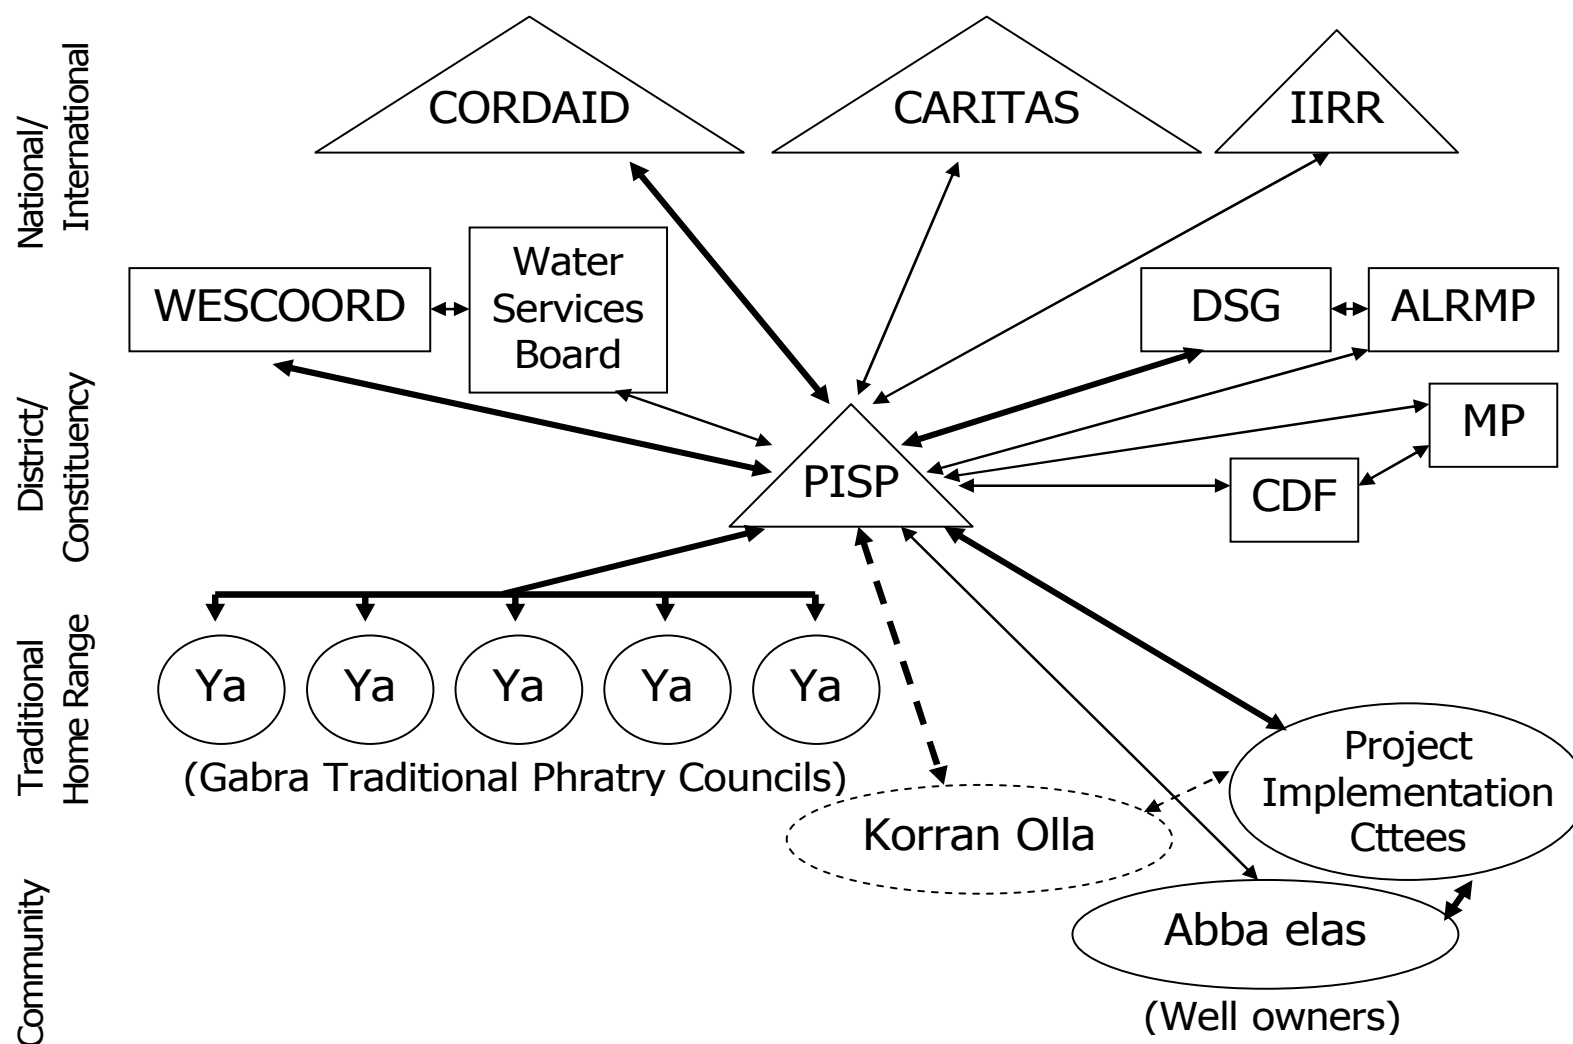 National/
International
CORDAID
CARITAS
IIRR
WESCOORD
Water
Services
Board
DSG
ALRMP
District/
Constituency
MP
PISP
CDF
Traditional
Home Range
Ya
Ya
Ya
Ya
Ya
(Gabra Traditional Phratry Councils)
Project
Implementation
Cttees
Korran Olla
Community
Abba elas
(Well owners)